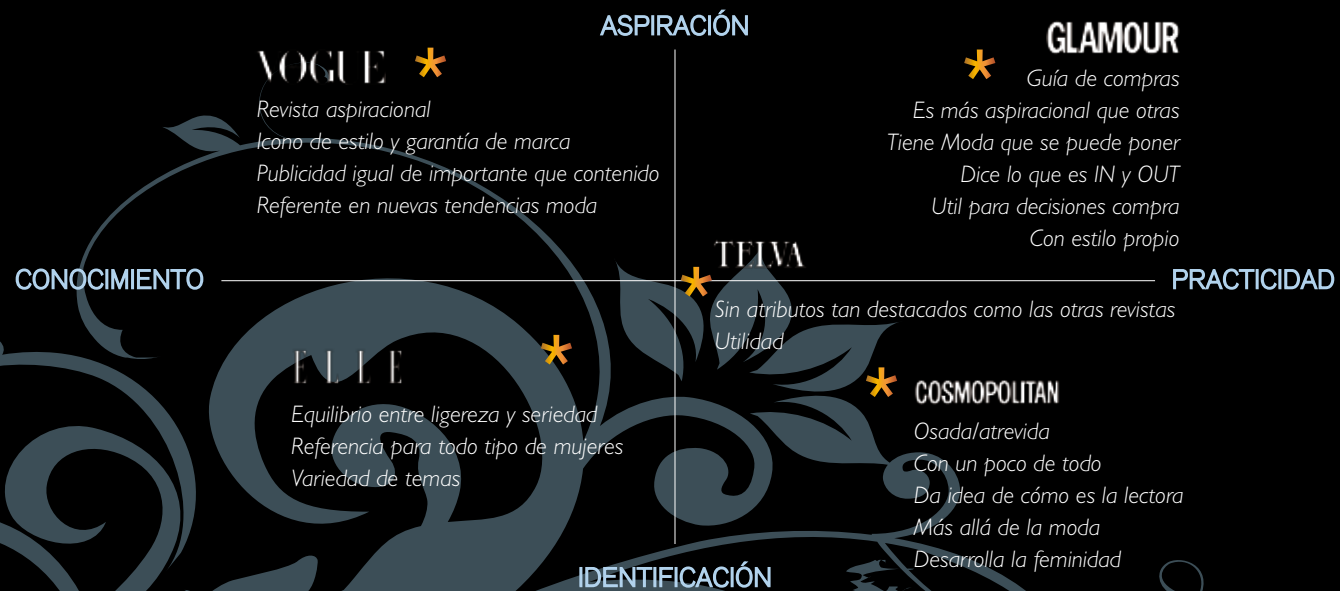 ASPIRACIÓN
VOGUE *
Revista aspiracional
Icono de estilo y garantía de marca
Publicidad igual de importante que contenido
Referente en nuevas tendencias moda
GLAMOUR
* Guía de compras
Es más aspiracional que otras
Tiene Moda que se puede poner
Dice lo que es IN y OUT
Util para decisiones compra
Con estilo propio
CONOCIMIENTO
PRACTICIDAD
TELVA
*
Sin atributos tan destacados como las otras revistas
Utilidad
ELLE *
Equilibrio entre ligereza y seriedad
Referencia para todo tipo de mujeres
Variedad de temas
* COSMOPOLITAN
Osada/atrevida
Con un poco de todo
Da idea de cómo es la lectora
Más allá de la moda
Desarrolla la feminidad
IDENTIFICACIÓN